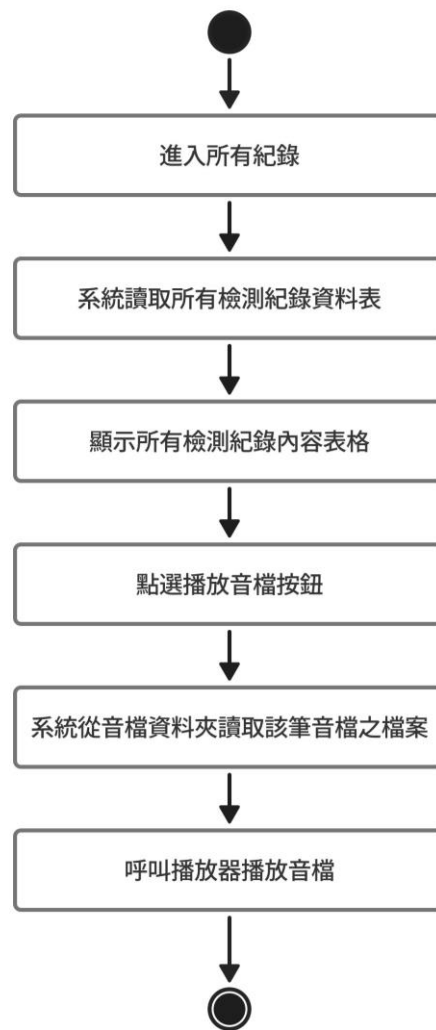 進入所有紀錄
系統讀取所有檢測紀錄資料表
顯示所有檢測紀錄內容表格
點選播放音檔按鈕
系統從音檔資料夾讀取該筆音檔之檔案
呼叫播放器播放音檔